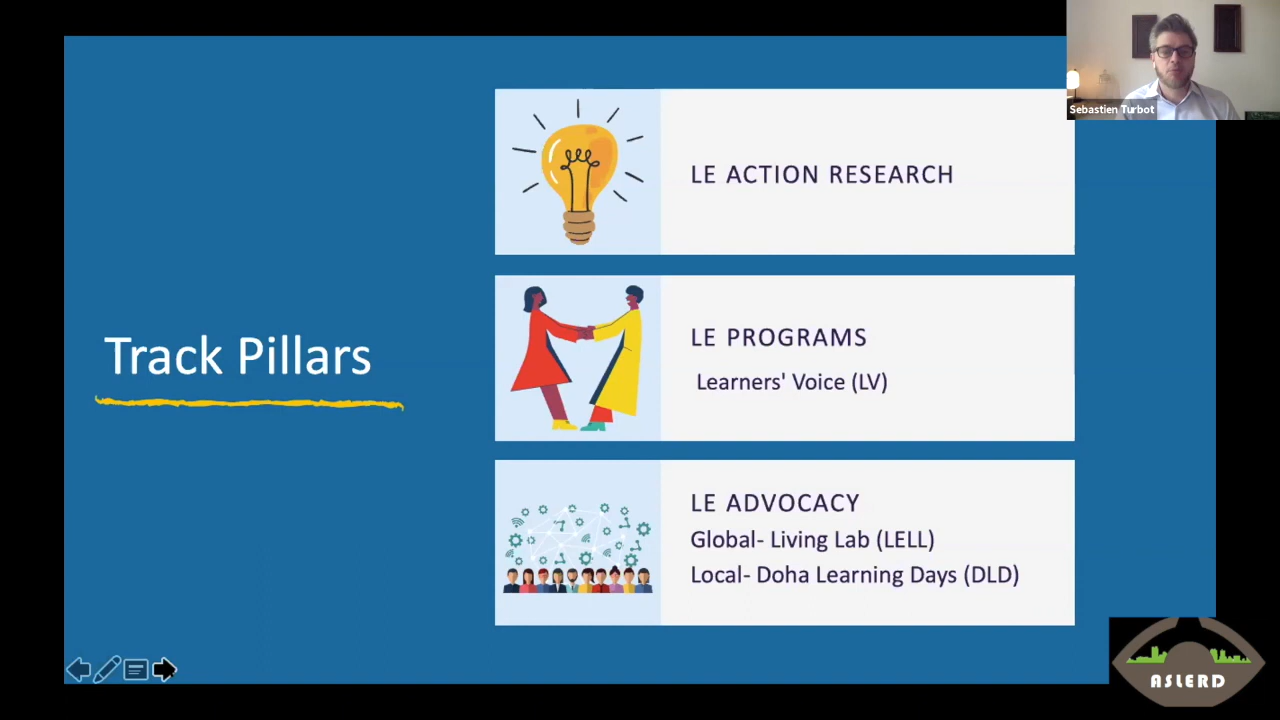 Sebastien Turbot
Track Pillars
LE ACTION RESEARCH
LE PROGRAMS
Learners' Voice (LV)
LE ADVOCACY
Global- Living Lab (LELL)
Local- Doha Learning Days (DLD)
ASLERD